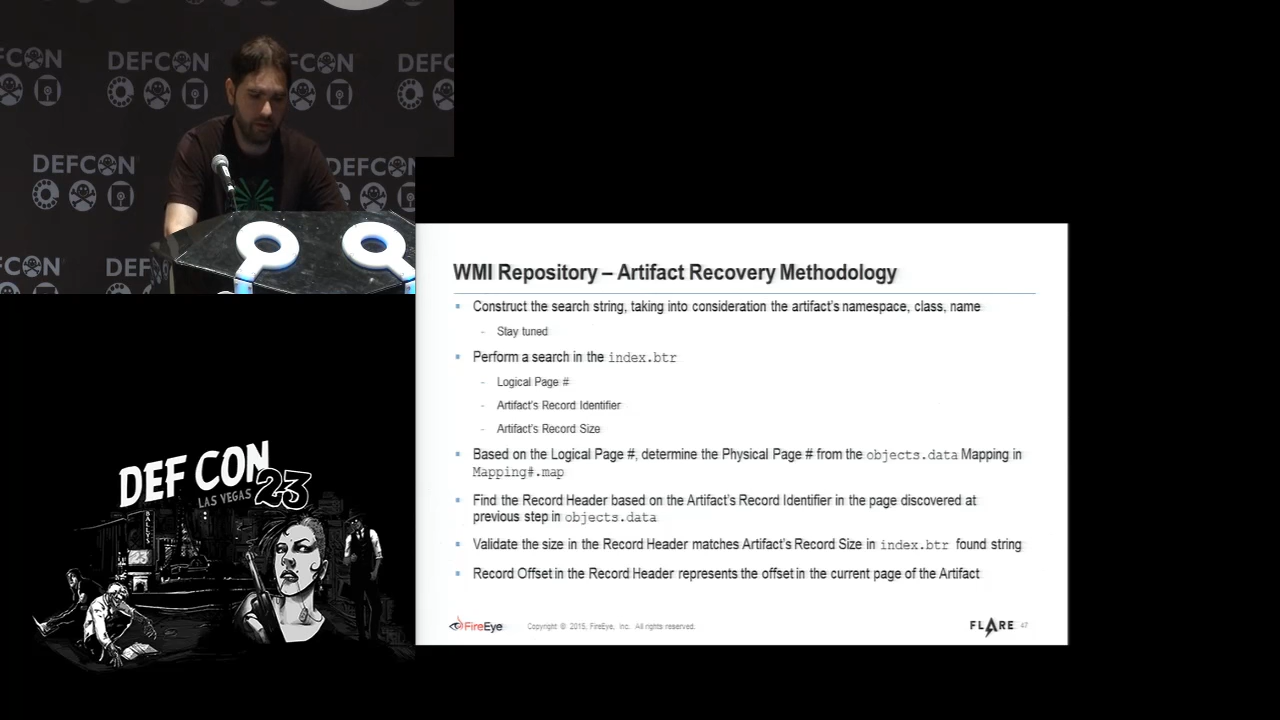 DEFCON
DEFCON
DEFCON
DEFCON
DEF CON
23
LAS VEGAS
BALLYS
WMI Repository – Artifact Recovery Methodology
Construct the search string, taking into consideration the artifact's namespace, class, name
- Stay tuned
Perform a search in the index.btr
- Logical Page #
- Artifact's Record Identifier
- Artifact's Record Size
Based on the Logical Page #, determine the Physical Page # from the objects.data Mapping in
Mapping#.map
Find the Record Header based on the Artifact's Record Identifier in the page discovered at
previous step in objects.data
Validate the size in the Record Header matches Artifact's Record Size in index.btr found string
Record Offset in the Record Header represents the offset in the current page of the Artifact
FireEye
Copyright © 2015, FireEye, Inc. All rights reserved.
FLARE
47